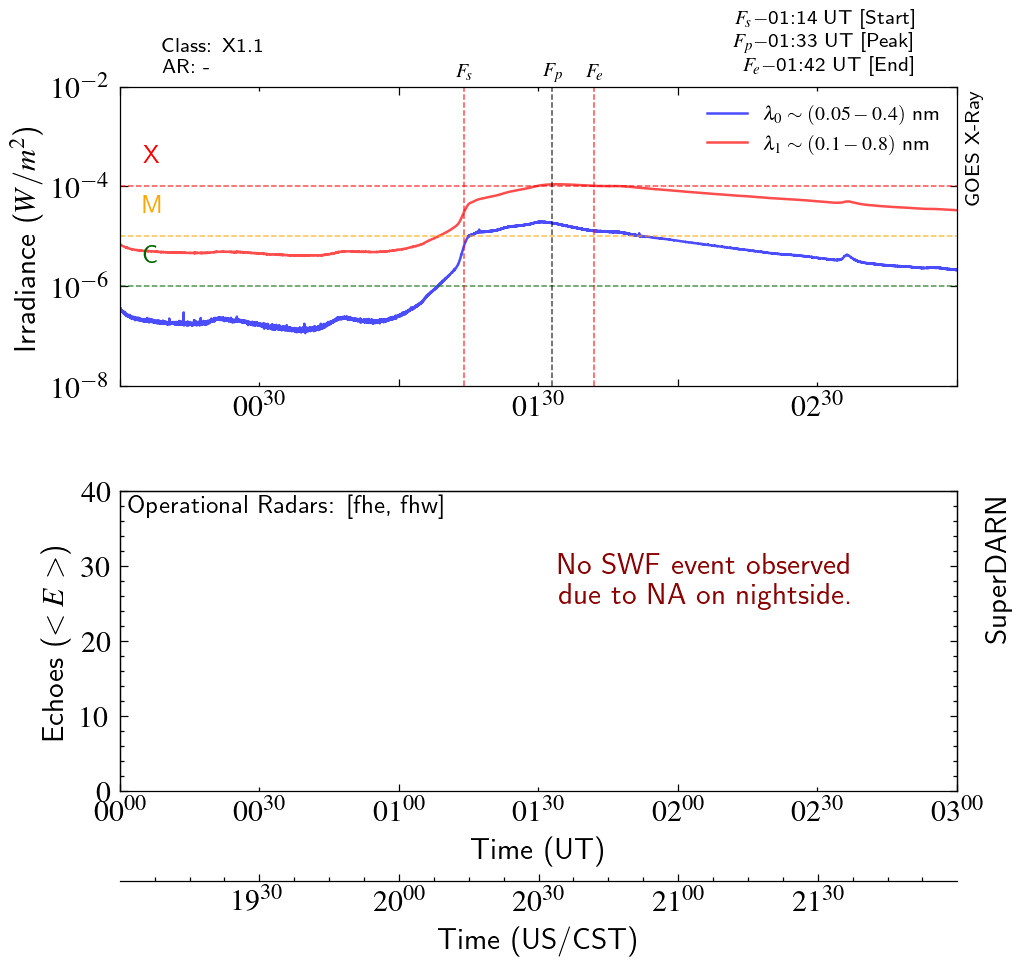 F_s−01:14 UT [Start]
Class: X1.1
F_p−01:33 UT [Peak]
AR: -
F_e−01:42 UT [End]
F_s
F_p
F_e
10^{−2}
λ_0 ∼ (0.05 − 0.4) nm
λ_1 ∼ (0.1 − 0.8) nm
GOES X-Ray
X
10^{−4}
M
Irradiance (W/m^2)
C
10^{−6}
10^{−8}
00^{30}
01^{30}
02^{30}
40
Operational Radars: [fhe, fhw]
No SWF event observed
due to NA on nightside.
SuperDARN
30
Echoes (< E >)
20
10
0
00^{00}
00^{30}
01^{00}
01^{30}
02^{00}
02^{30}
03^{00}
Time (UT)
19^{30}
20^{00}
20^{30}
21^{00}
21^{30}
Time (US/CST)